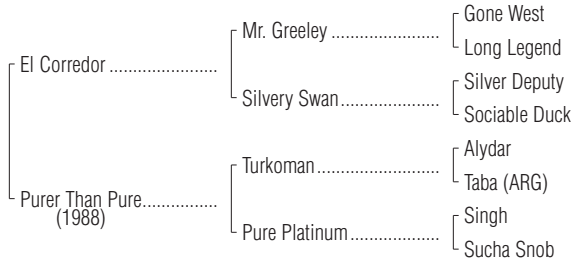 Gone West
Mr. Greeley ........................
Long Legend
El Corredor ........................
Silver Deputy
Silvery Swan ......................
Sociable Duck
Alydar
Turkoman ...........................
Taba (ARG)
Purer Than Pure.................
(1988)
Singh
Pure Platinum ....................
Sucha Snob